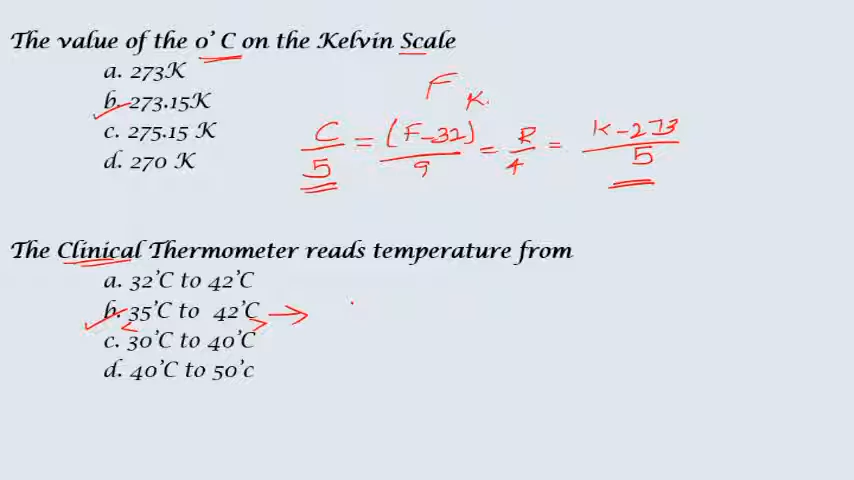 The value of the 0' C on the Kelvin Scale
a. 273K
b. 273.15K
c. 275.15 K
d. 270 K
F K.
C/5 = (F-32)/9 = R/4 = K-273/5
The Clinical Thermometer reads temperature from
a. 32'C to 42'C
b. 35'C to 42'C →
c. 30'C to 40'C
d. 40'C to 50'c